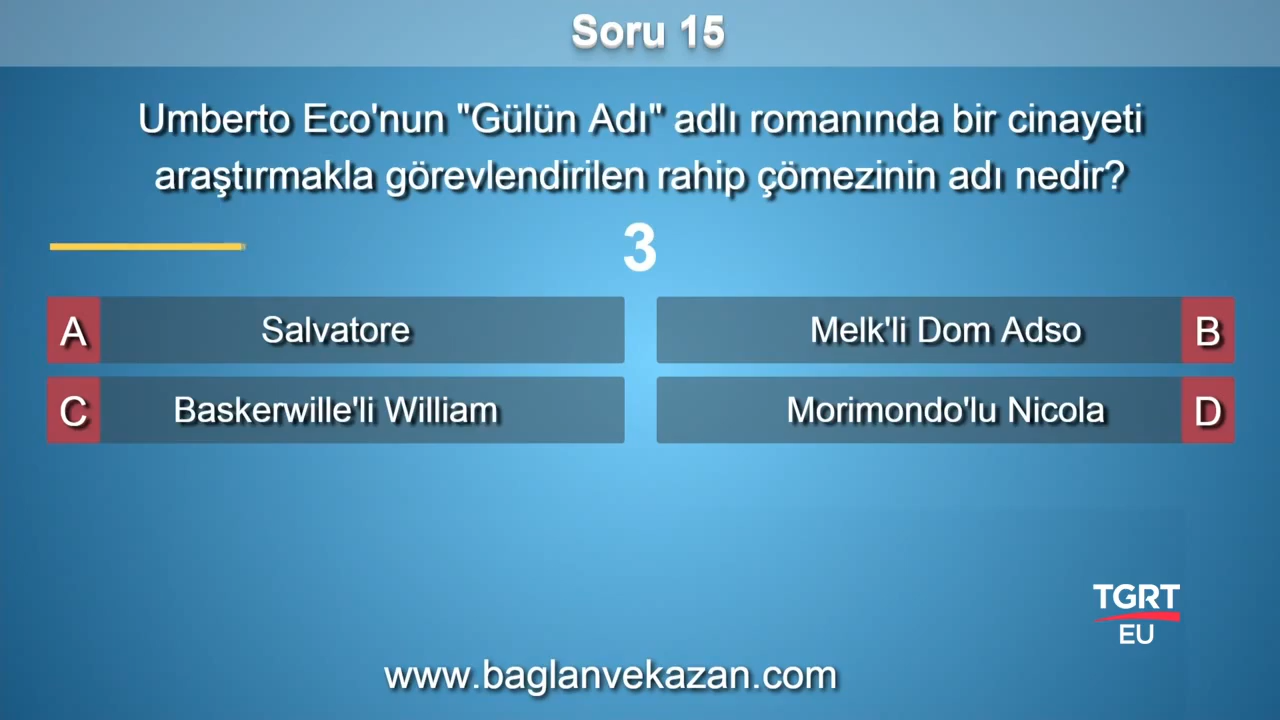 Soru 15
Umberto Eco'nun "Gülün Adı" adlı romanında bir cinayeti
araştırmakla görevlendirilen rahip çömezinin adı nedir?
3
A Salvatore
Melk'li Dom Adso B
C Baskerwille'li William
Morimondo'lu Nicola D
TGRT
EU
www.baglanvekazan.com